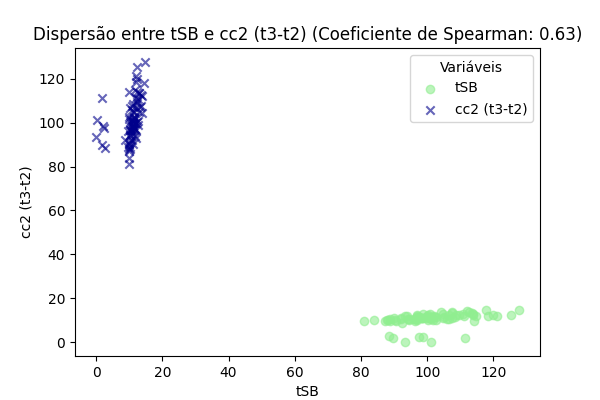 Dispersão entre tSB e cc2 (t3-t2) (Coeficiente de Spearman: 0.63)
Variáveis
tSB
cc2 (t3-t2)
cc2 (t3-t2)
120
100
80
60
40
20
0
0 20 40 60 80 100 120
tSB